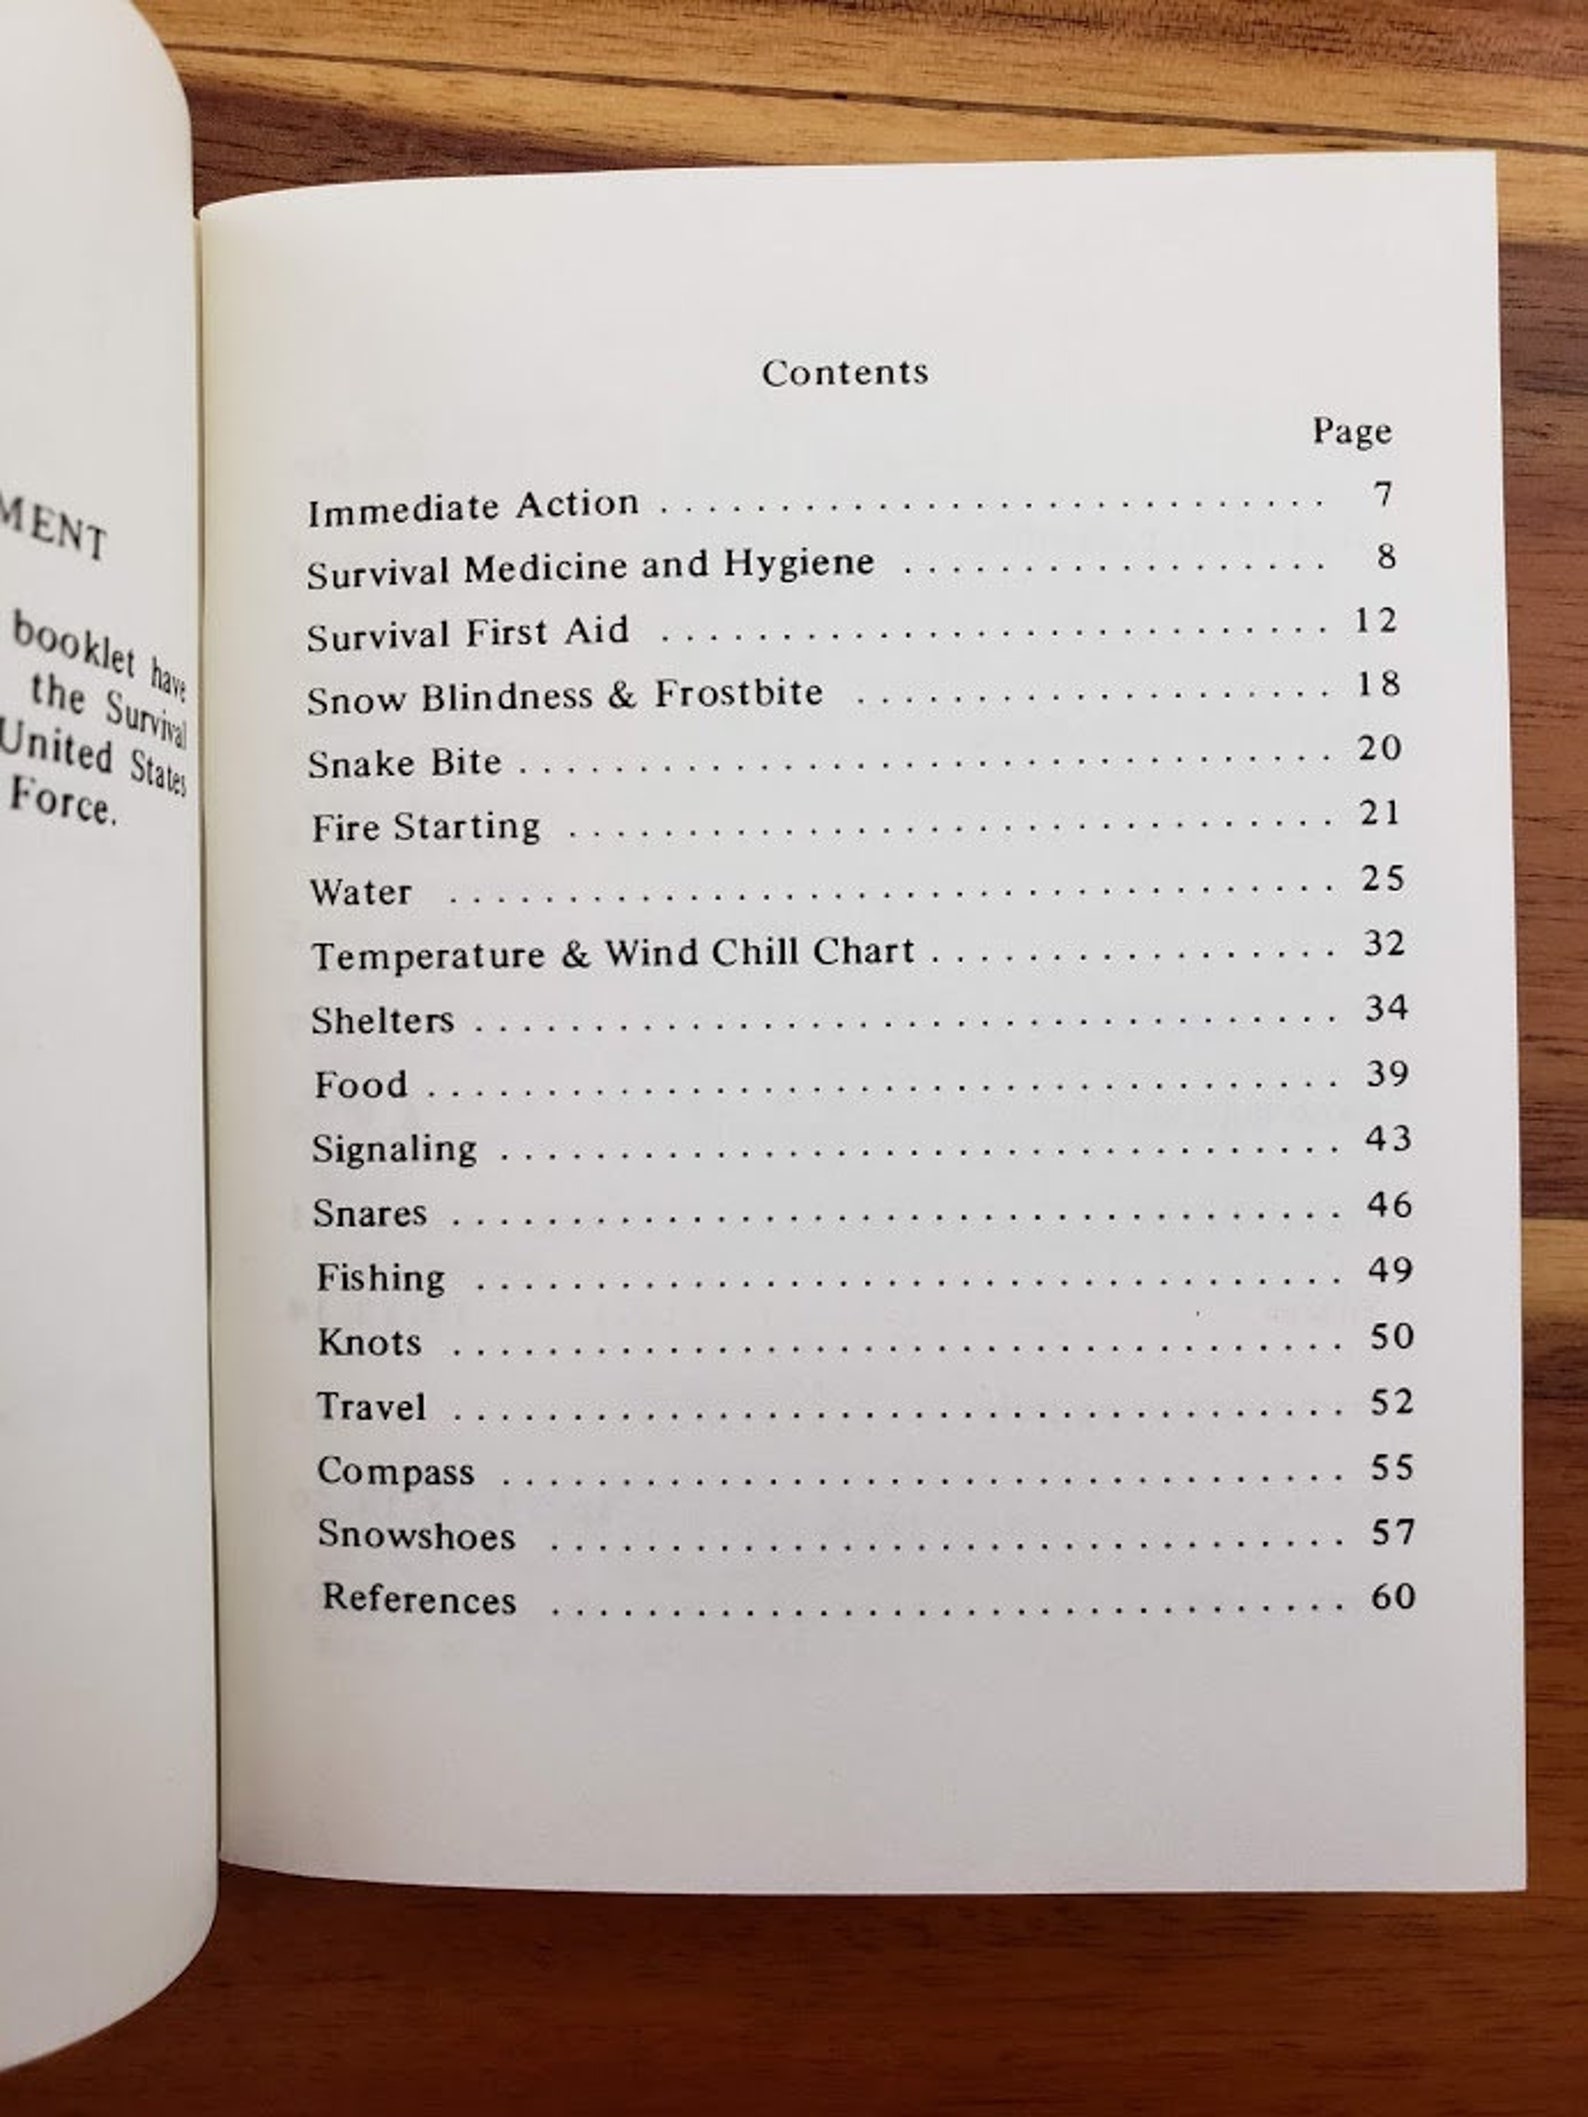 MENT
booklet have
the Survival
United States
Force.
Contents
Page
Immediate Action . . . . . . . . . . . . . . . . . . . . . . . . . . . . 7
Survival Medicine and Hygiene . . . . . . . . . . . . . . . . . . 8
Survival First Aid . . . . . . . . . . . . . . . . . . . . . . . . . . . . 12
Snow Blindness & Frostbite . . . . . . . . . . . . . . . . . . . . 18
Snake Bite . . . . . . . . . . . . . . . . . . . . . . . . . . . . . . . . . . 20
Fire Starting . . . . . . . . . . . . . . . . . . . . . . . . . . . . . . . . 21
Water . . . . . . . . . . . . . . . . . . . . . . . . . . . . . . . . . . . . . 25
Temperature & Wind Chill Chart . . . . . . . . . . . . . . . . . 32
Shelters . . . . . . . . . . . . . . . . . . . . . . . . . . . . . . . . . . . . 34
Food . . . . . . . . . . . . . . . . . . . . . . . . . . . . . . . . . . . . . . 39
Signaling . . . . . . . . . . . . . . . . . . . . . . . . . . . . . . . . . . . 43
Snares . . . . . . . . . . . . . . . . . . . . . . . . . . . . . . . . . . . . . 46
Fishing . . . . . . . . . . . . . . . . . . . . . . . . . . . . . . . . . . . . 49
Knots . . . . . . . . . . . . . . . . . . . . . . . . . . . . . . . . . . . . . 50
Travel . . . . . . . . . . . . . . . . . . . . . . . . . . . . . . . . . . . . . 52
Compass . . . . . . . . . . . . . . . . . . . . . . . . . . . . . . . . . . . 55
Snowshoes . . . . . . . . . . . . . . . . . . . . . . . . . . . . . . . . . 57
References . . . . . . . . . . . . . . . . . . . . . . . . . . . . . . . . . 60